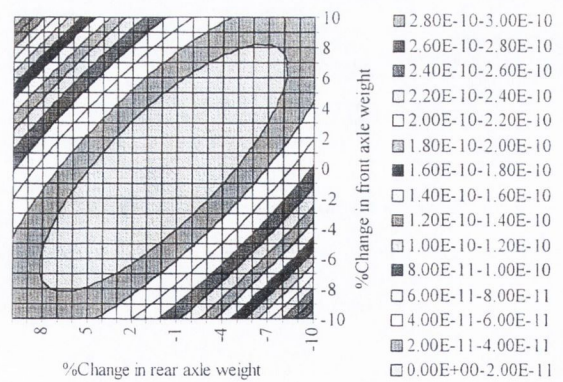 10
8
6
4
2
0
-2
-4
-6
-8
-10
%Change in front axle weight
8
5
2
-1
-4
-7
-10
%Change in rear axle weight
2.80E-10-3.00E-10
2.60E-10-2.80E-10
2.40E-10-2.60E-10
2.20E-10-2.40E-10
2.00E-10-2.20E-10
1.80E-10-2.00E-10
1.60E-10-1.80E-10
1.40E-10-1.60E-10
1.20E-10-1.40E-10
1.00E-10-1.20E-10
8.00E-11-1.00E-10
6.00E-11-8.00E-11
4.00E-11-6.00E-11
2.00E-11-4.00E-11
0.00E+00-2.00E-11